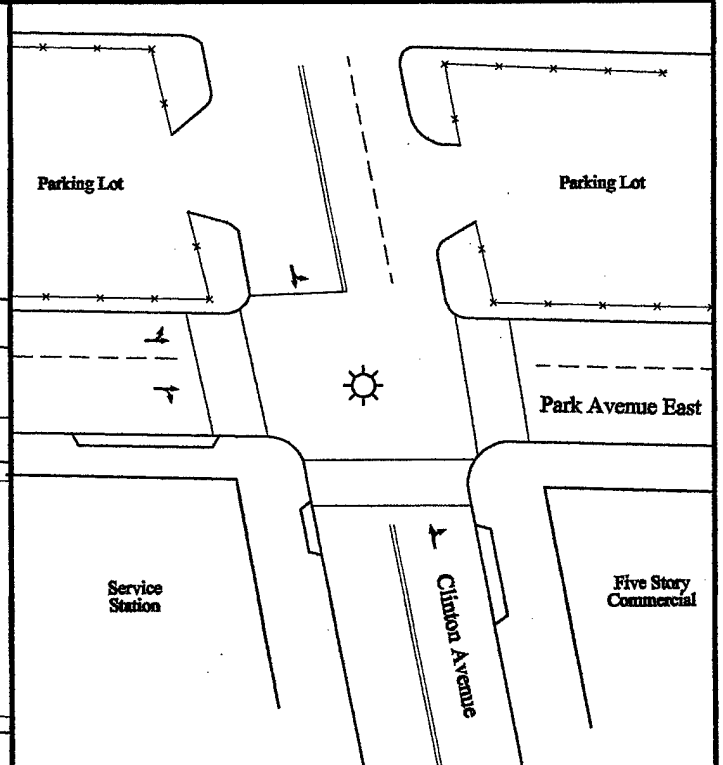 Parking Lot
Parking Lot
Park Avenue East
Clinton Avenue
Service
Station
Five Story
Commercial